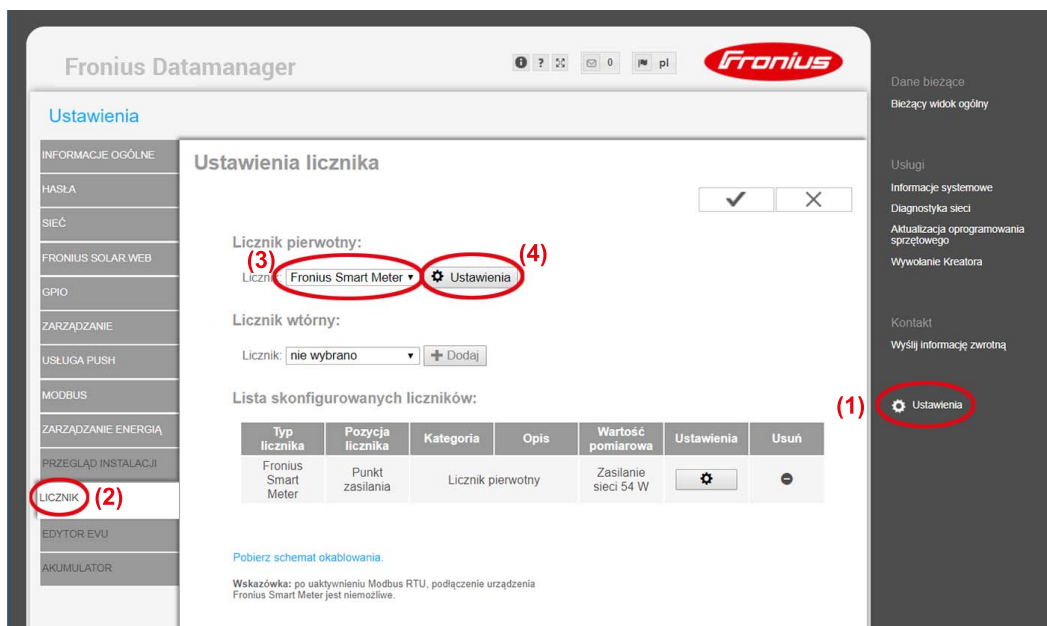 Fronius Datamanager
i ? 0 pl
Fronius
Ustawienia
INFORMACJE OGÓLNE
HASŁA
SIEĆ
FRONIUS SOLAR.WEB
GPIO
ZARZĄDZANIE
USŁUGA PUSH
MODBUS
ZARZĄDZANIE ENERGIĄ
PRZEGLĄD INSTALACJI
LICZNIK (2)
EDYTOR EVU
AKUMULATOR
Ustawienia licznika
Licznik pierwotny:
(3) (4)
Licznik: Fronius Smart Meter Ustawienia
Licznik wtórny:
Licznik: nie wybrano Dodaj
Lista skonfigurowanych liczników:
Typ licznika Pozycja licznika Kategoria Opis Wartość pomiarowa Ustawienia Usuń
Fronius Smart Meter Punkt zasilania Licznik pierwotny Zasilanie sieci 54 W
Pobierz schemat okablowania.
Wskazówka: po uaktywnieniu Modbus RTU, podłączenie urządzenia
Fronius Smart Meter jest niemożliwe.
Dane bieżące
Bieżący widok ogólny
Usługi
Informacje systemowe
Diagnostyka sieci
Aktualizacja oprogramowania
sprzętowego
Wywołanie Kreatora
Kontakt
Wyślij informację zwrotną
(1) Ustawienia